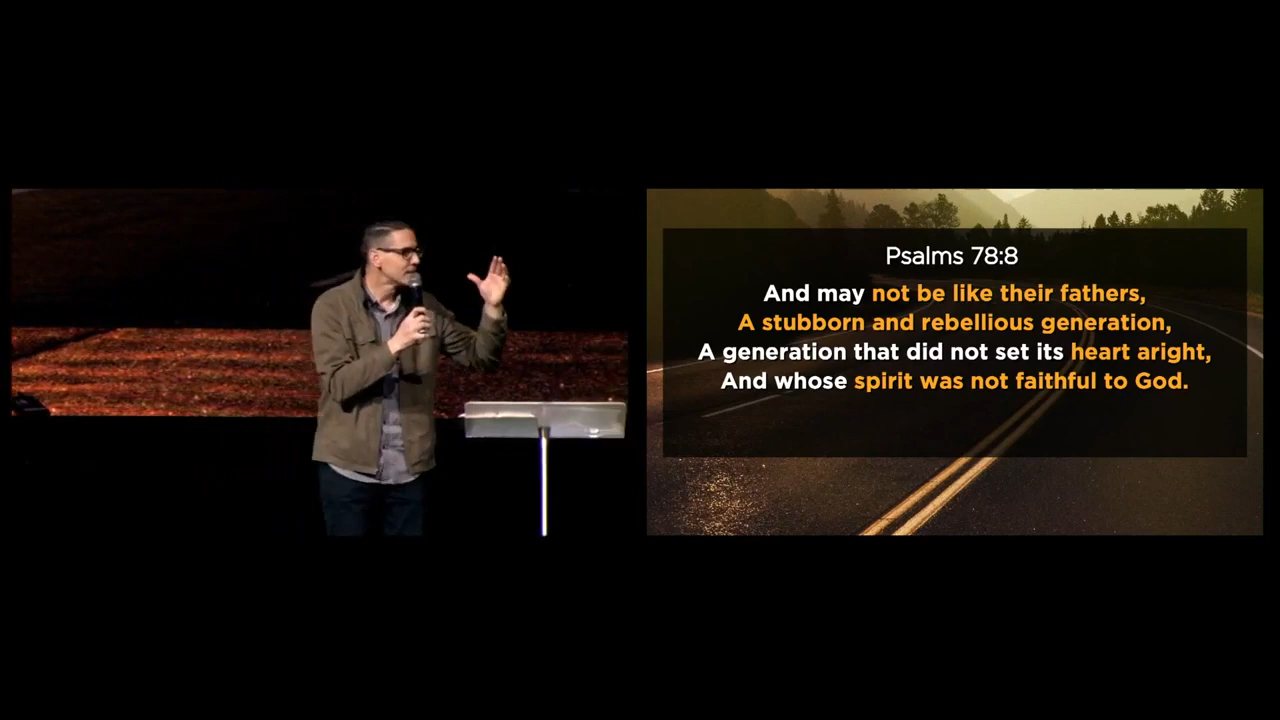 Psalms 78:8
And may not be like their fathers,
A stubborn and rebellious generation,
A generation that did not set its heart aright,
And whose spirit was not faithful to God.